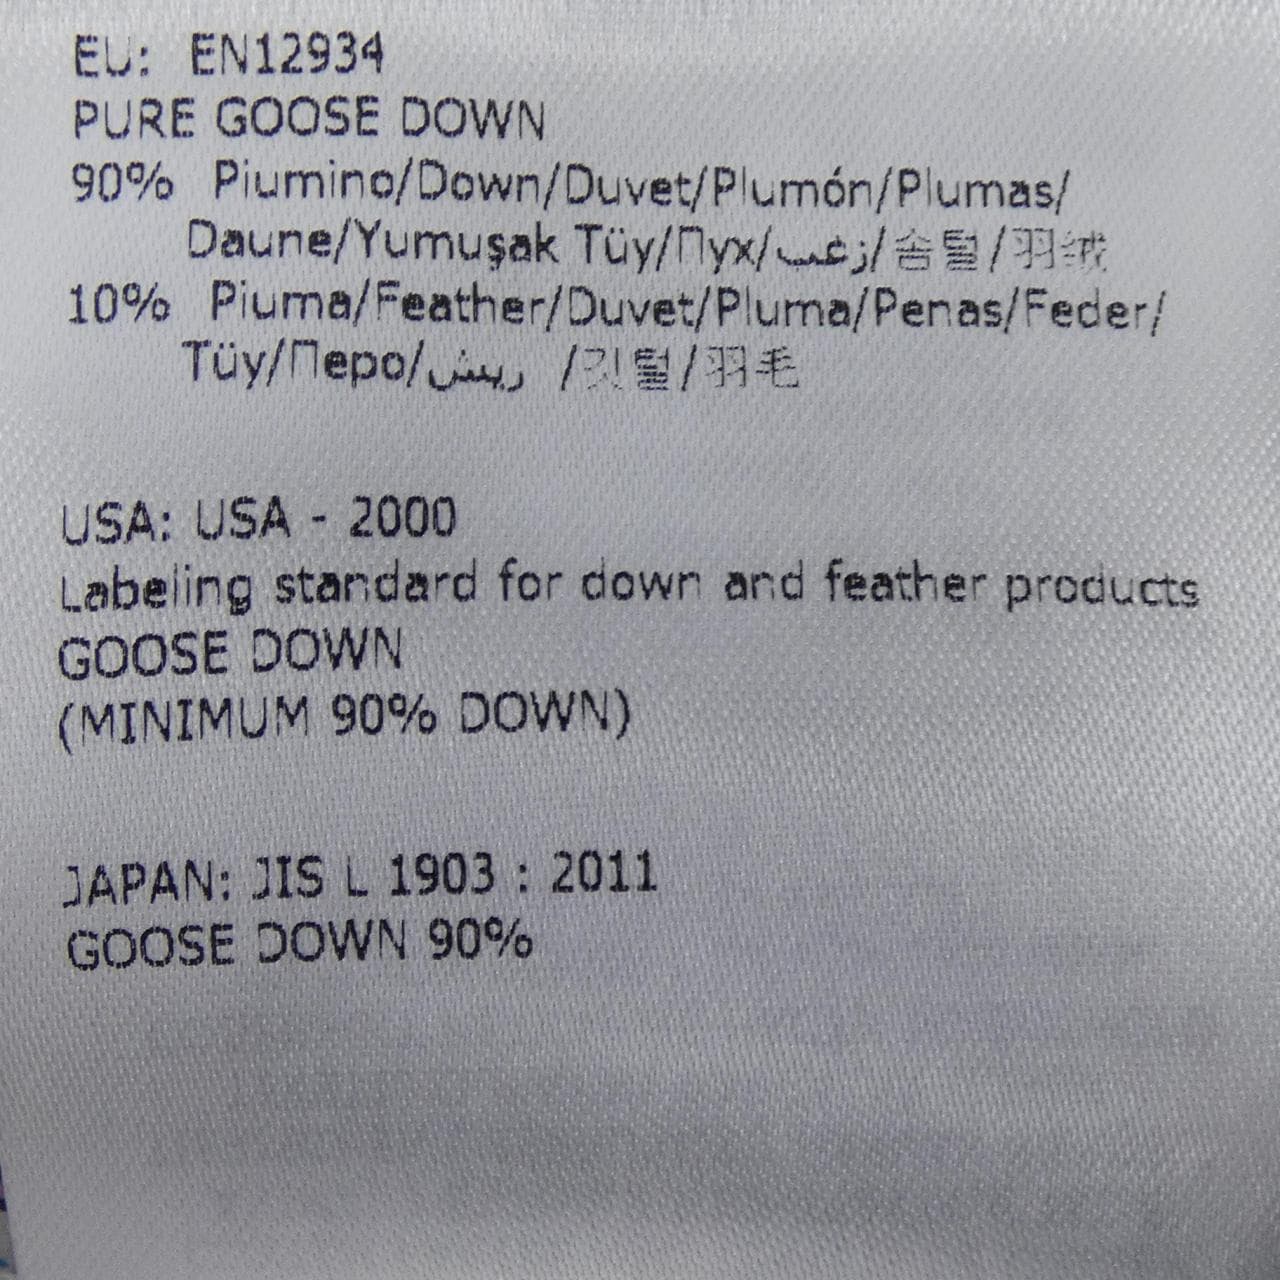 EU: EN12934
PURE GOOSE DOWN
90% Piumino/Down/Duvet/Plumón/Plumas/
Daune/Yumuşak Tüy/Пух/زغب/솜털/羽绒
10% Piuma/Feather/Duvet/Pluma/Penas/Feder/
Tüy/Перо/ريش /깃털/羽毛
USA: USA - 2000
Labeling standard for down and feather products
GOOSE DOWN
(MINIMUM 90% DOWN)
JAPAN: JIS L 1903 : 2011
GOOSE DOWN 90%